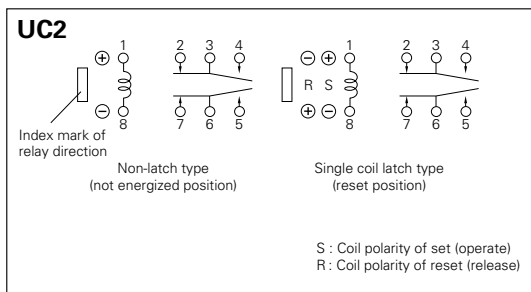 UC2
1 2 3 4 1 2 3 4
+ − + −
R S
− + −
8 7 6 5 8 7 6 5
Index mark of
relay direction
Non-latch type
(not energized position)
Single coil latch type
(reset position)
S : Coil polarity of set (operate)
R : Coil polarity of reset (release)